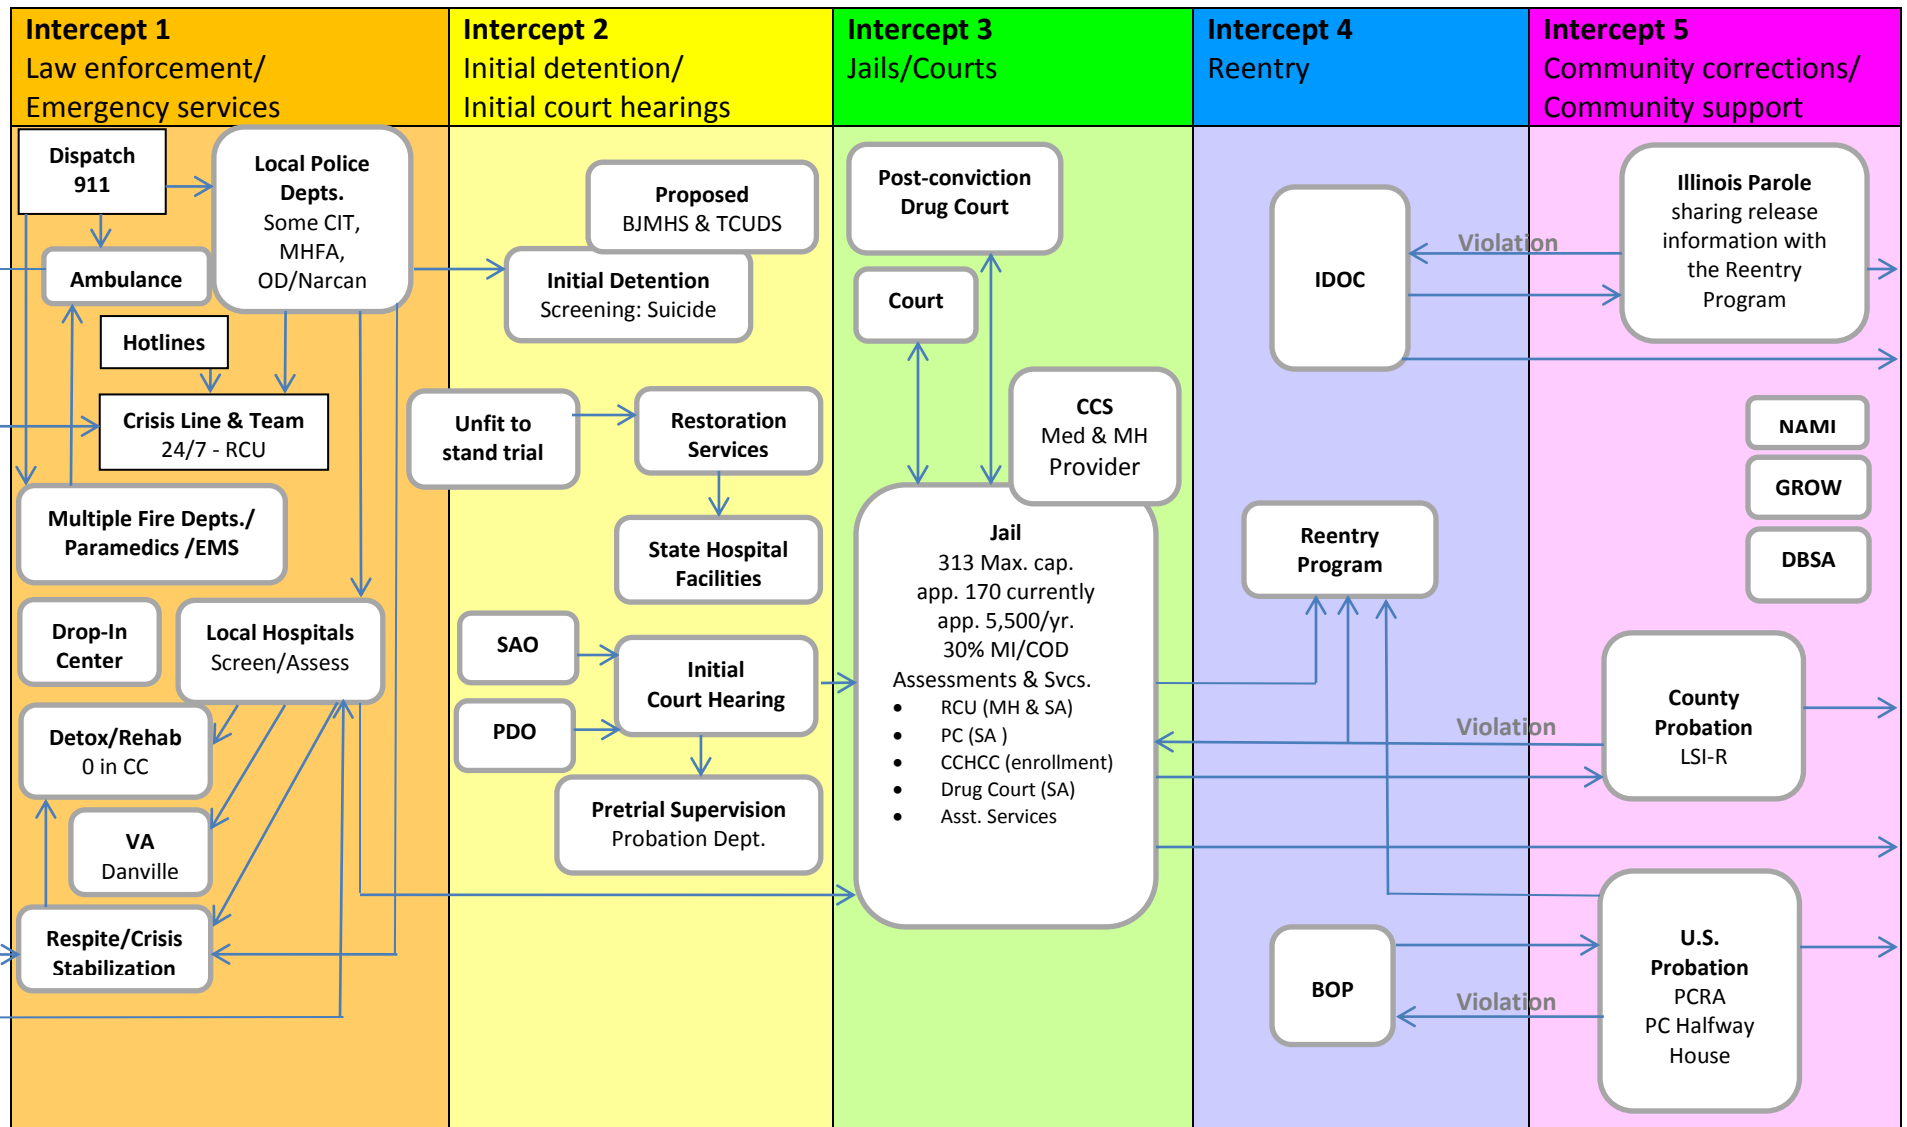 Intercept 1
Law enforcement/
Emergency services
Intercept 2
Initial detention/
Initial court hearings
Intercept 3
Jails/Courts
Intercept 4
Reentry
Intercept 5
Community corrections/
Community support
Dispatch
911
Local Police
Depts.
Some CIT,
MHFA,
OD/Narcan
Ambulance
Hotlines
Crisis Line & Team
24/7 - RCU
Multiple Fire Depts./
Paramedics /EMS
Drop-In
Center
Local Hospitals
Screen/Assess
Detox/Rehab
0 in CC
VA
Danville
Respite/Crisis
Stabilization
Proposed
BJMHS & TCUDS
Initial Detention
Screening: Suicide
Unfit to
stand trial
Restoration
Services
State Hospital
Facilities
SAO
PDO
Initial
Court Hearing
Pretrial Supervision
Probation Dept.
Post-conviction
Drug Court
Court
CCS
Med & MH
Provider
Jail
313 Max. cap.
app. 170 currently
app. 5,500/yr.
30% MI/COD
Assessments & Svcs.
• RCU (MH & SA)
• PC (SA )
• CCHCC (enrollment)
• Drug Court (SA)
• Asst. Services
IDOC
Violation
Reentry
Program
Violation
BOP
Violation
Illinois Parole
sharing release
information with
the Reentry
Program
NAMI
GROW
DBSA
County
Probation
LSI-R
U.S.
Probation
PCRA
PC Halfway
House